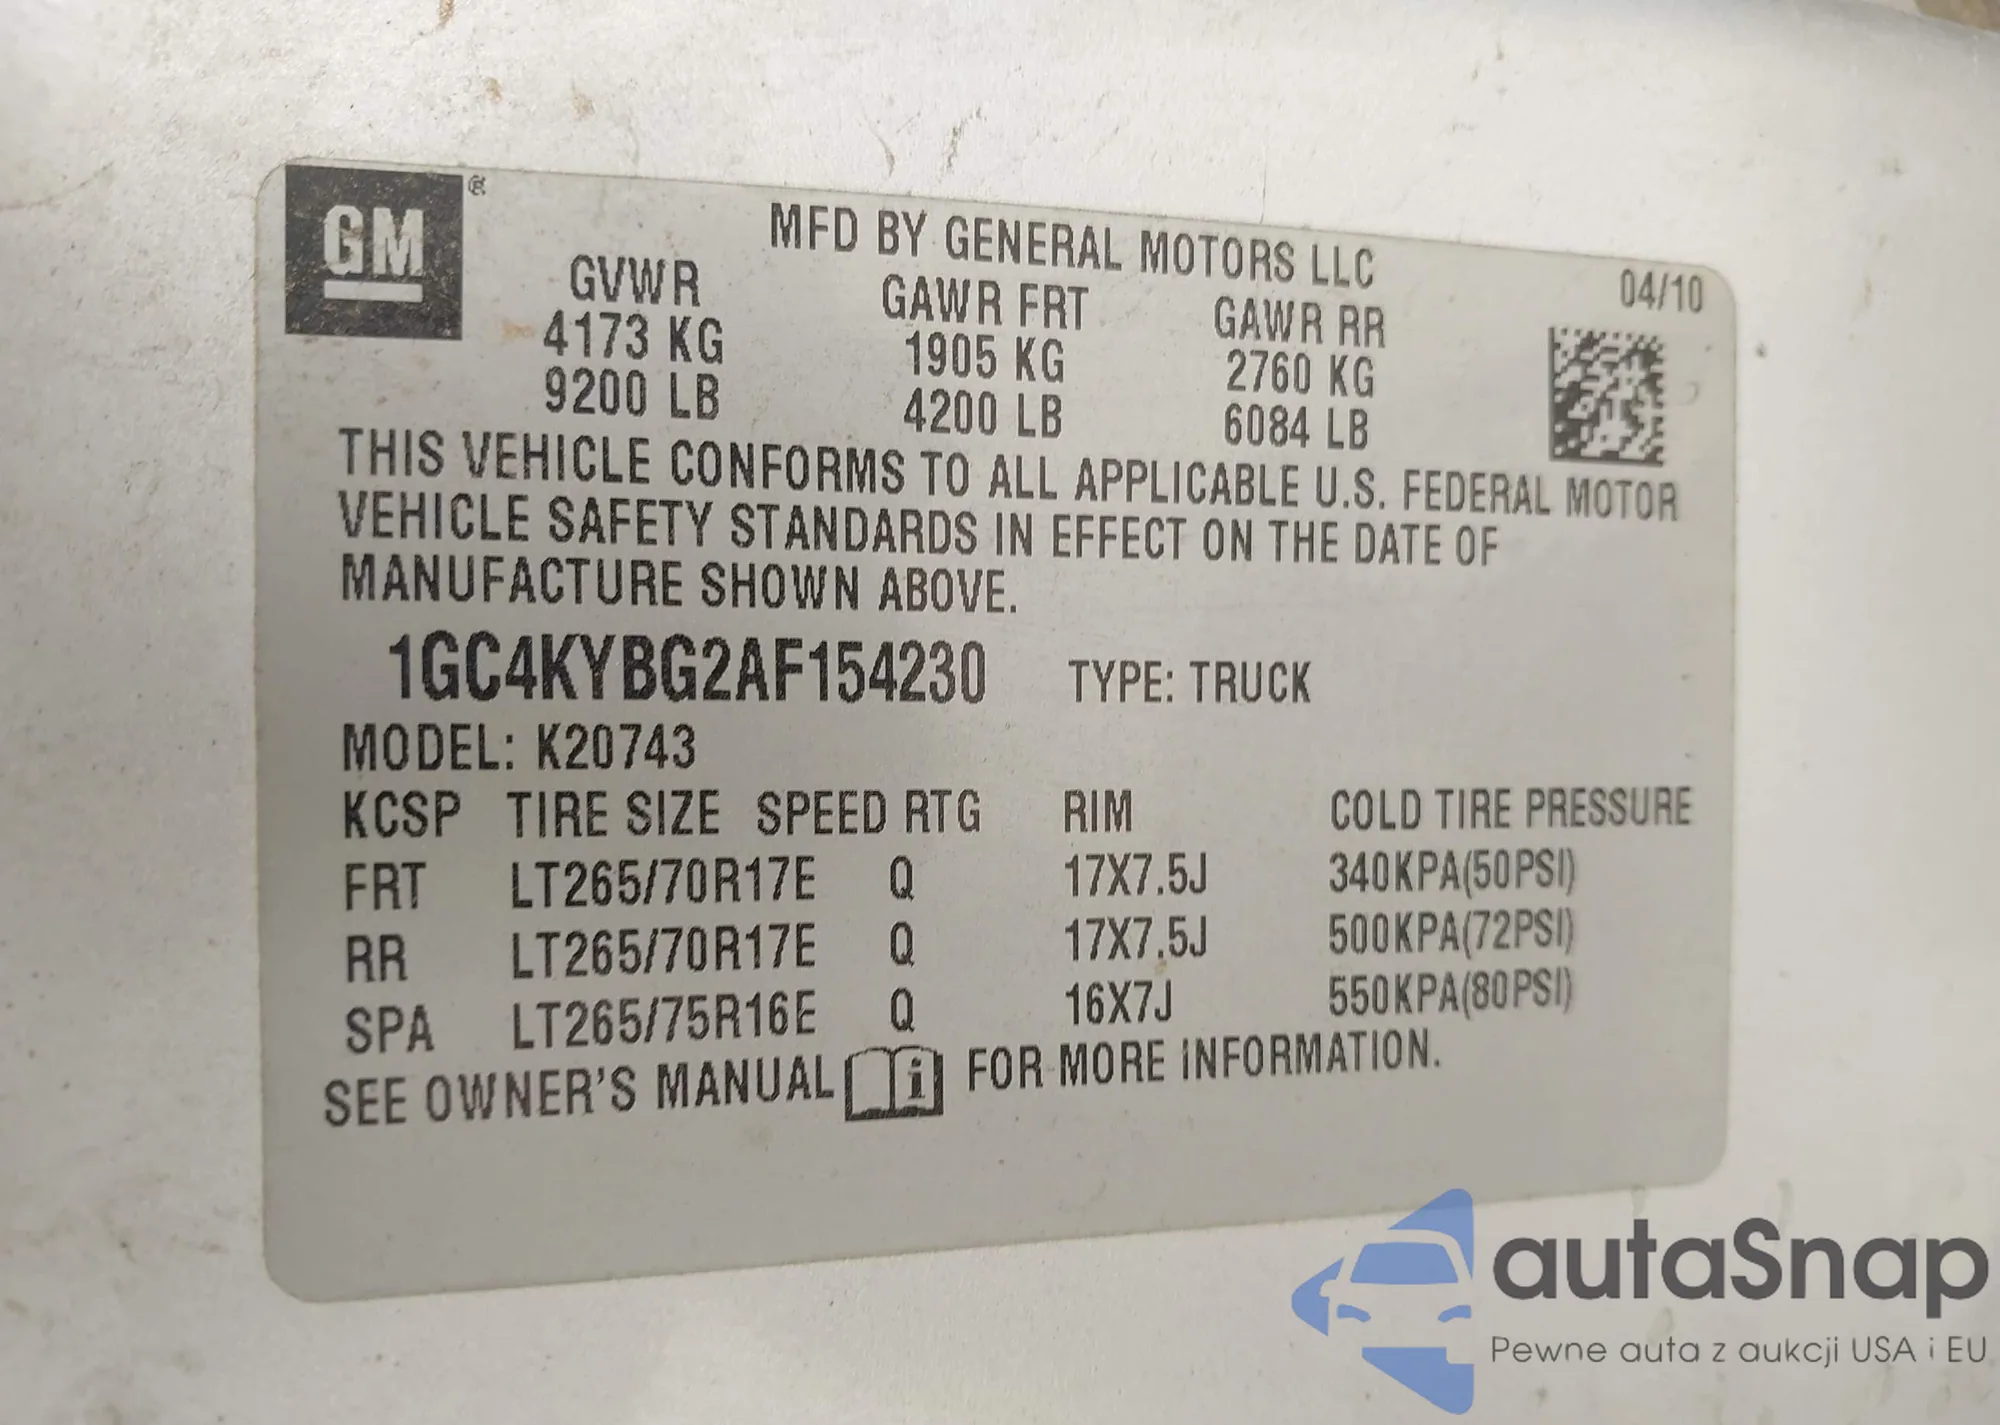 GM®
MFD BY GENERAL MOTORS LLC
04/10
GVWR GAWR FRT GAWR RR
4173 KG 1905 KG 2760 KG
9200 LB 4200 LB 6084 LB
THIS VEHICLE CONFORMS TO ALL APPLICABLE U.S. FEDERAL MOTOR
VEHICLE SAFETY STANDARDS IN EFFECT ON THE DATE OF
MANUFACTURE SHOWN ABOVE.
1GC4KYBG2AF154230 TYPE: TRUCK
MODEL: K20743
KCSP TIRE SIZE SPEED RTG RIM COLD TIRE PRESSURE
FRT LT265/70R17E Q 17X7.5J 340KPA(50PSI)
RR LT265/70R17E Q 17X7.5J 500KPA(72PSI)
SPA LT265/75R16E Q 16X7J 550KPA(80PSI)
SEE OWNER'S MANUAL i FOR MORE INFORMATION.
autaSnap
Pewne auta z aukcji USA i EU